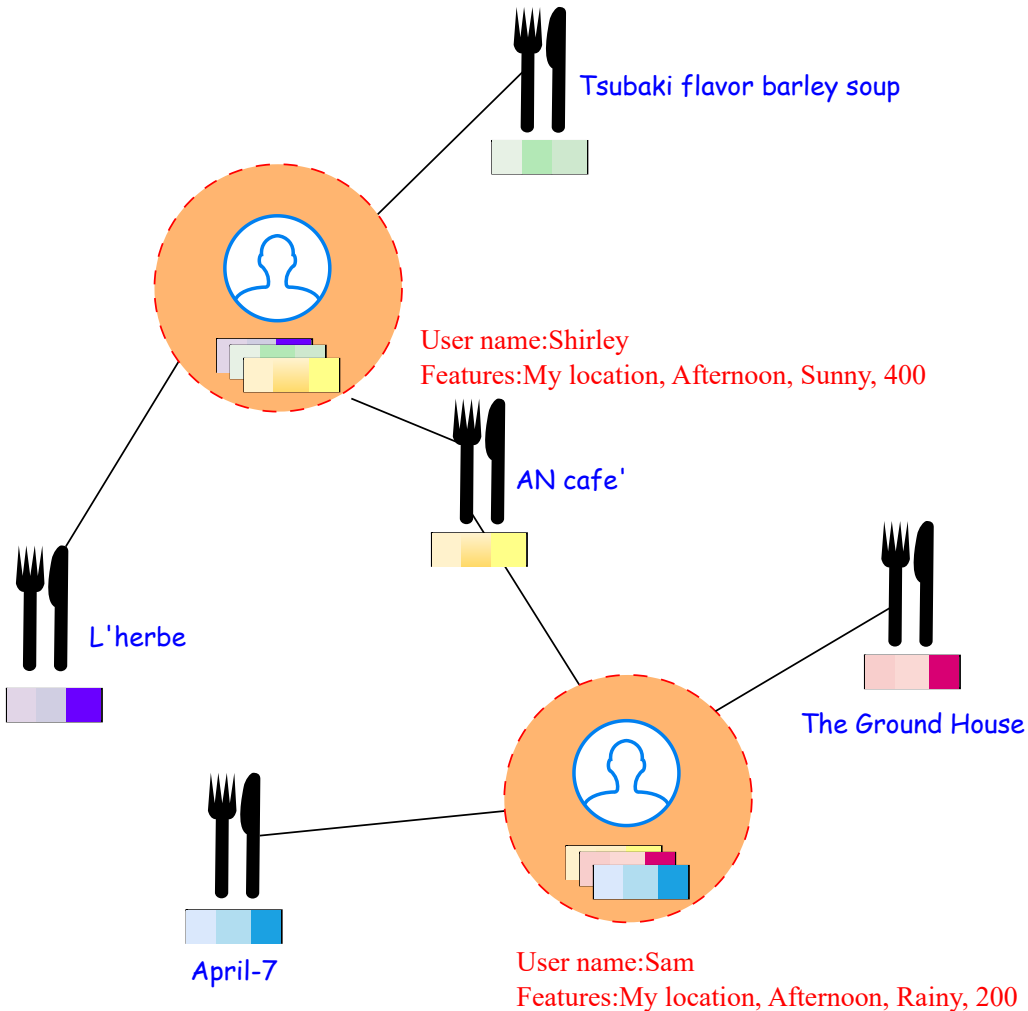 Tsubaki flavor barley soup
User name:Shirley
Features:My location, Afternoon, Sunny, 400
AN cafe'
L'herbe
The Ground House
April-7
User name:Sam
Features:My location, Afternoon, Rainy, 200